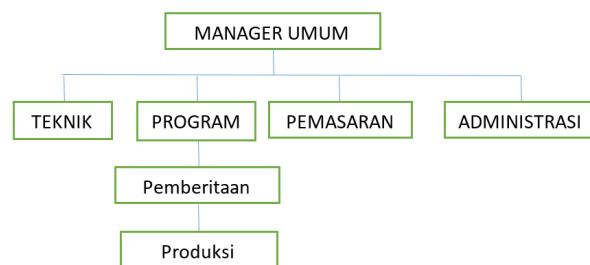 MANAGER UMUM
TEKNIK
PROGRAM
PEMASARAN
ADMINISTRASI
Pemberitaan
Produksi